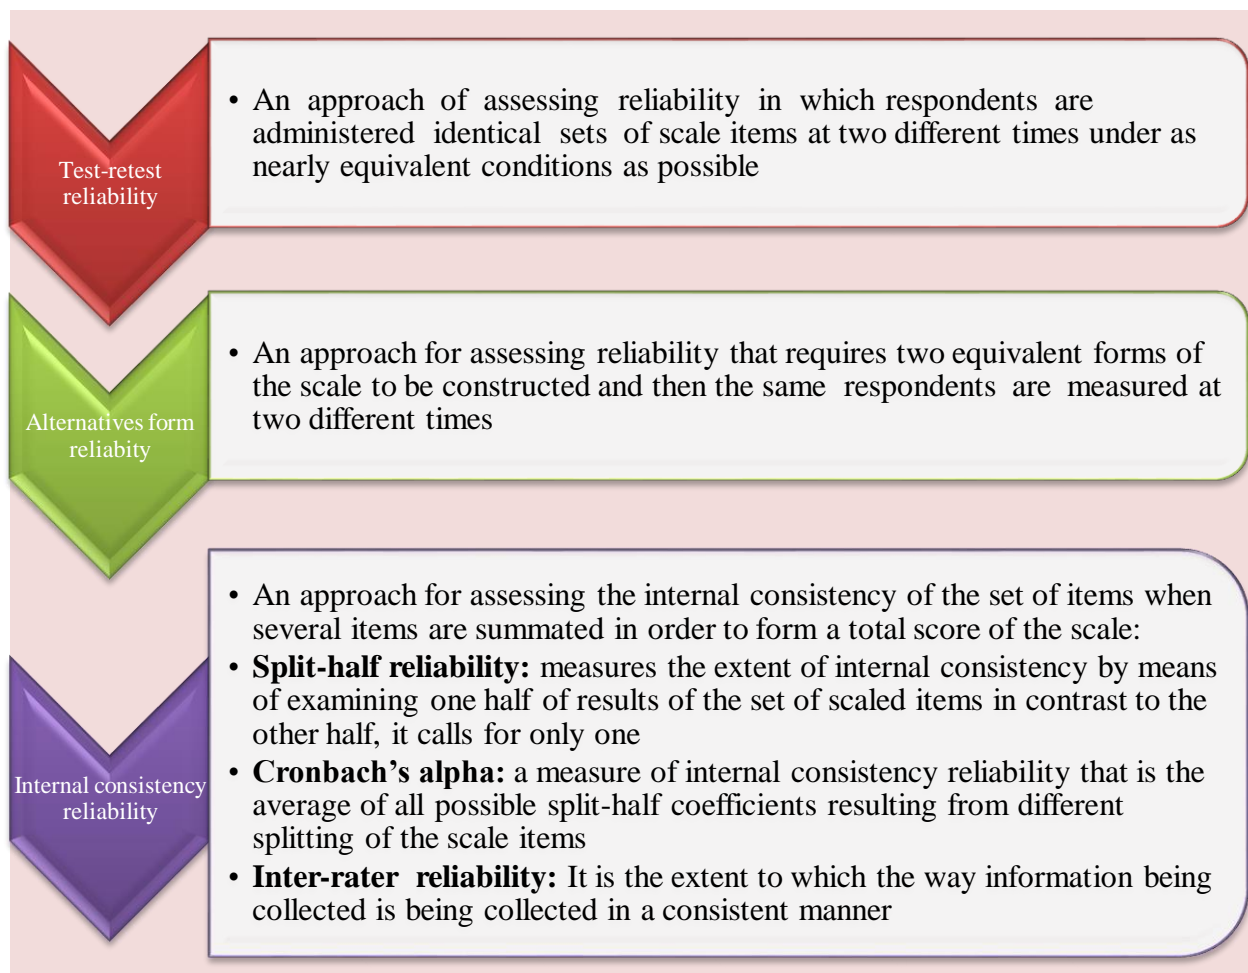 Test-retest
reliability
• An approach of assessing reliability in which respondents are
administered identical sets of scale items at two different times under as
nearly equivalent conditions as possible
Alternatives form
reliabity
• An approach for assessing reliability that requires two equivalent forms of
the scale to be constructed and then the same respondents are measured at
two different times
Internal consistency
reliability
• An approach for assessing the internal consistency of the set of items when
several items are summated in order to form a total score of the scale:
• Split-half reliability: measures the extent of internal consistency by means
of examining one half of results of the set of scaled items in contrast to the
other half, it calls for only one
• Cronbach’s alpha: a measure of internal consistency reliability that is the
average of all possible split-half coefficients resulting from different
splitting of the scale items
• Inter-rater reliability: It is the extent to which the way information being
collected is being collected in a consistent manner